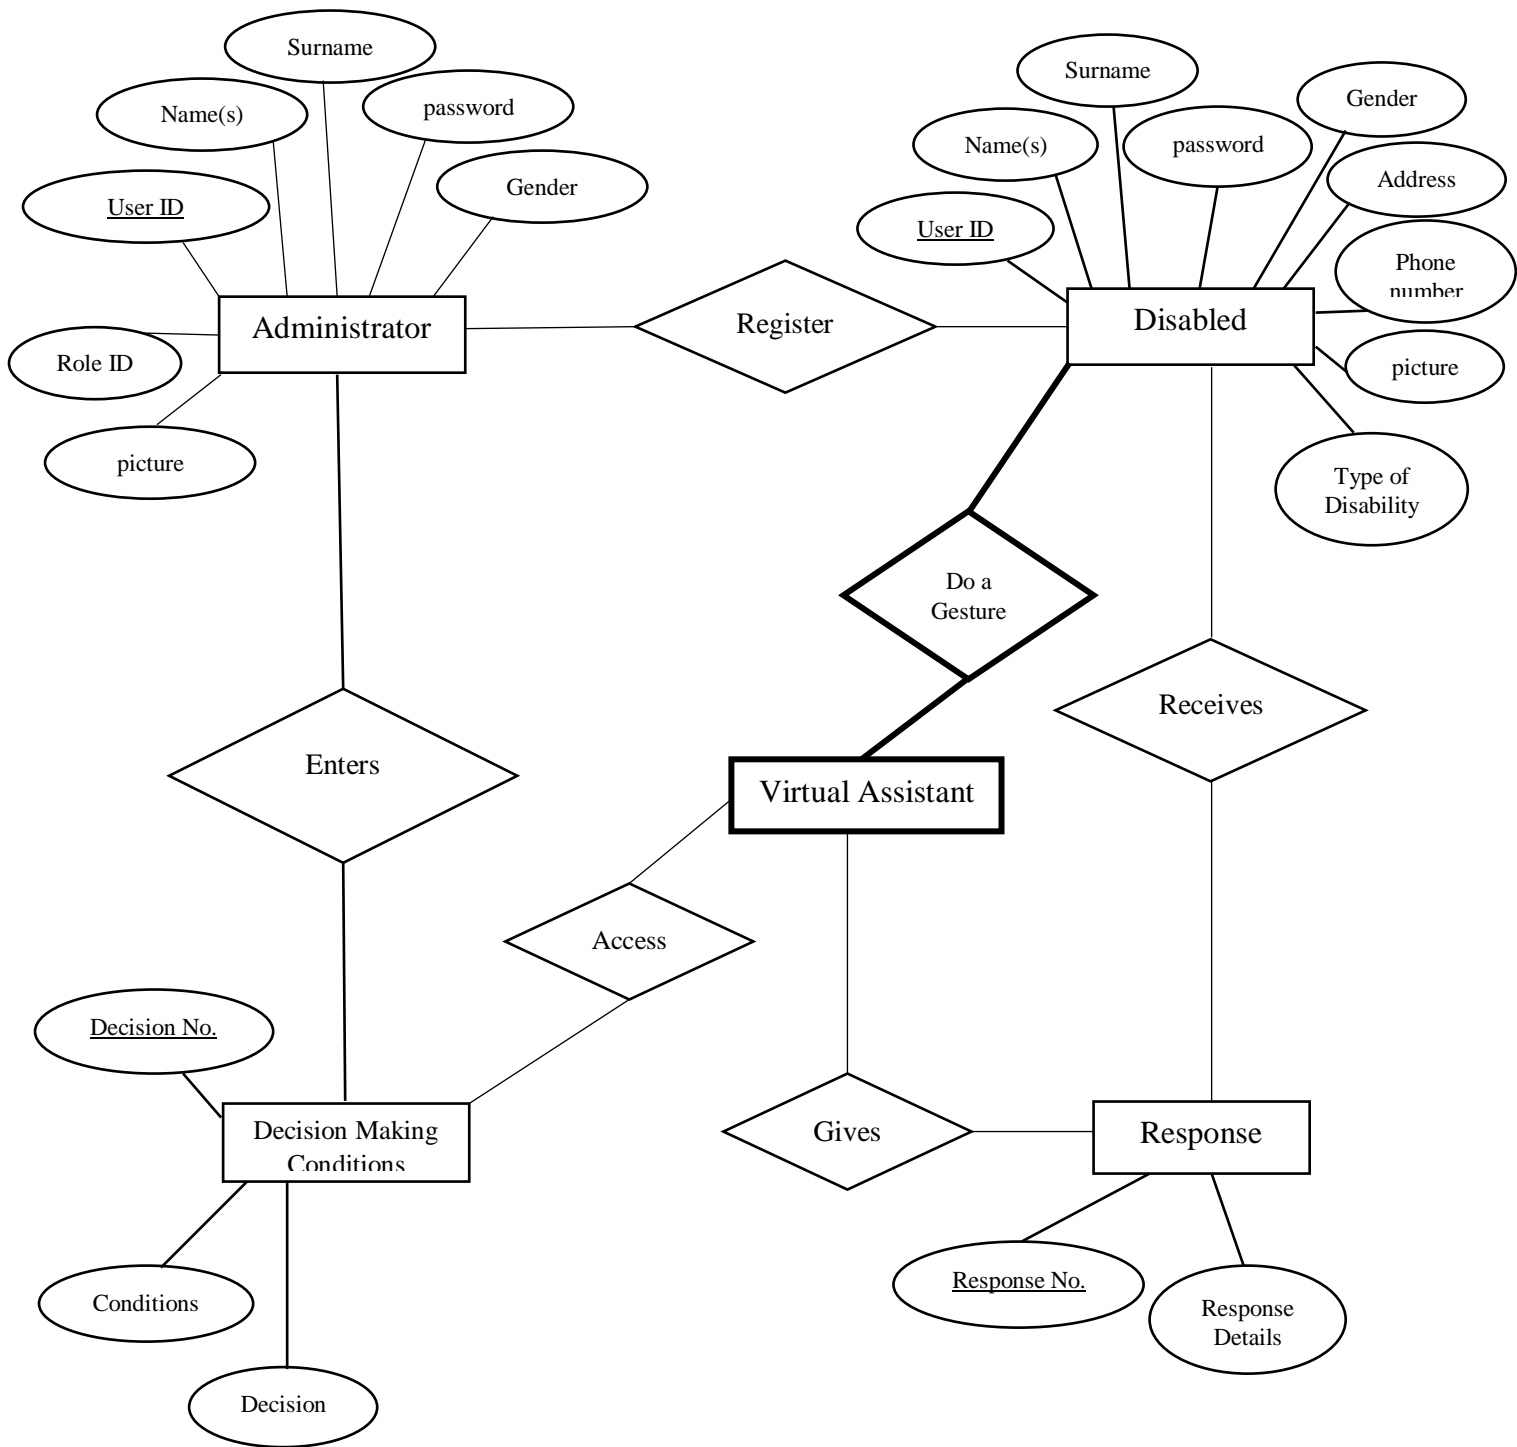 Surname
Name(s)
password
User ID
Gender
Administrator
Role ID
picture
Register
Surname
Gender
Name(s)
password
Address
User ID
Phone
number
Disabled
picture
Type of
Disability
Do a
Gesture
Receives
Enters
Virtual Assistant
Access
Decision No.
Decision Making
Conditions
Gives
Response
Conditions
Decision
Response No.
Response
Details